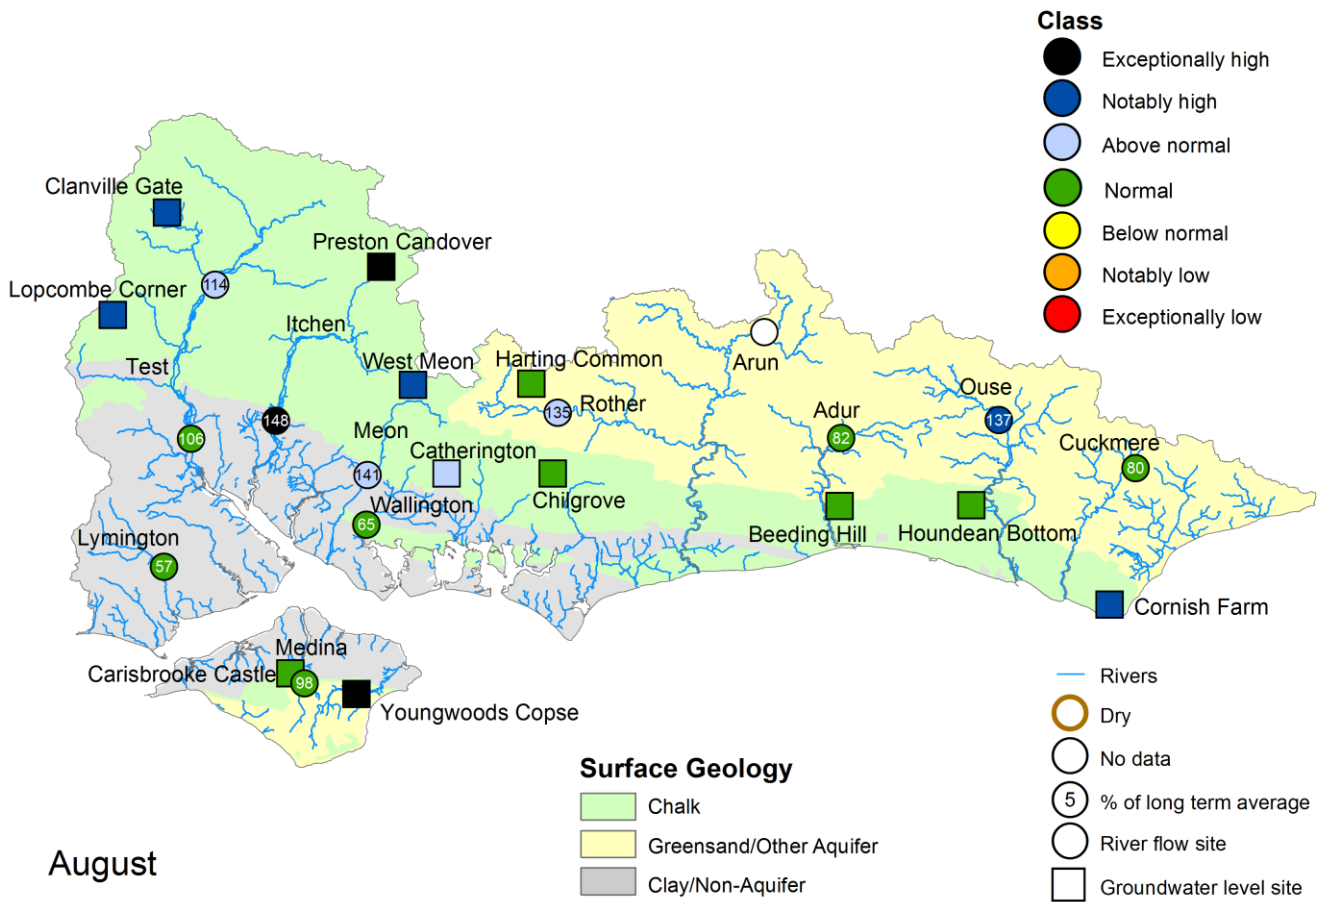 Class
Exceptionally high
Notably high
Above normal
Normal
Below normal
Notably low
Exceptionally low
Clanville Gate
Preston Candover
114
Lopcombe Corner
Itchen
Test
West Meon
Harting Common
Arun
Ouse
135
Rother
Adur
148
137
106
Meon
82
Cuckmere
Catherington
80
141
Wallington
Chilgrove
65
Beeding Hill
Houndean Bottom
Lymington
57
Cornish Farm
Medina
Carisbrooke Castle
98
Youngwoods Copse
Rivers
Dry
No data
5
% of long term average
River flow site
Groundwater level site
Surface Geology
Chalk
Greensand/Other Aquifer
Clay/Non-Aquifer
August